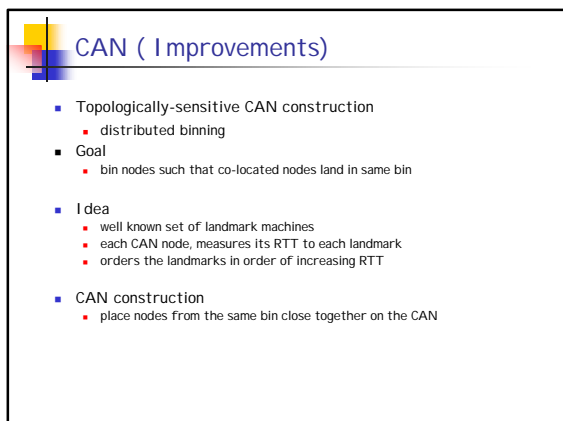 CAN ( Improvements)
Topologically-sensitive CAN construction
distributed binning
Goal
bin nodes such that co-located nodes land in same bin
Idea
well known set of landmark machines
each CAN node, measures its RTT to each landmark
orders the landmarks in order of increasing RTT
CAN construction
place nodes from the same bin close together on the CAN